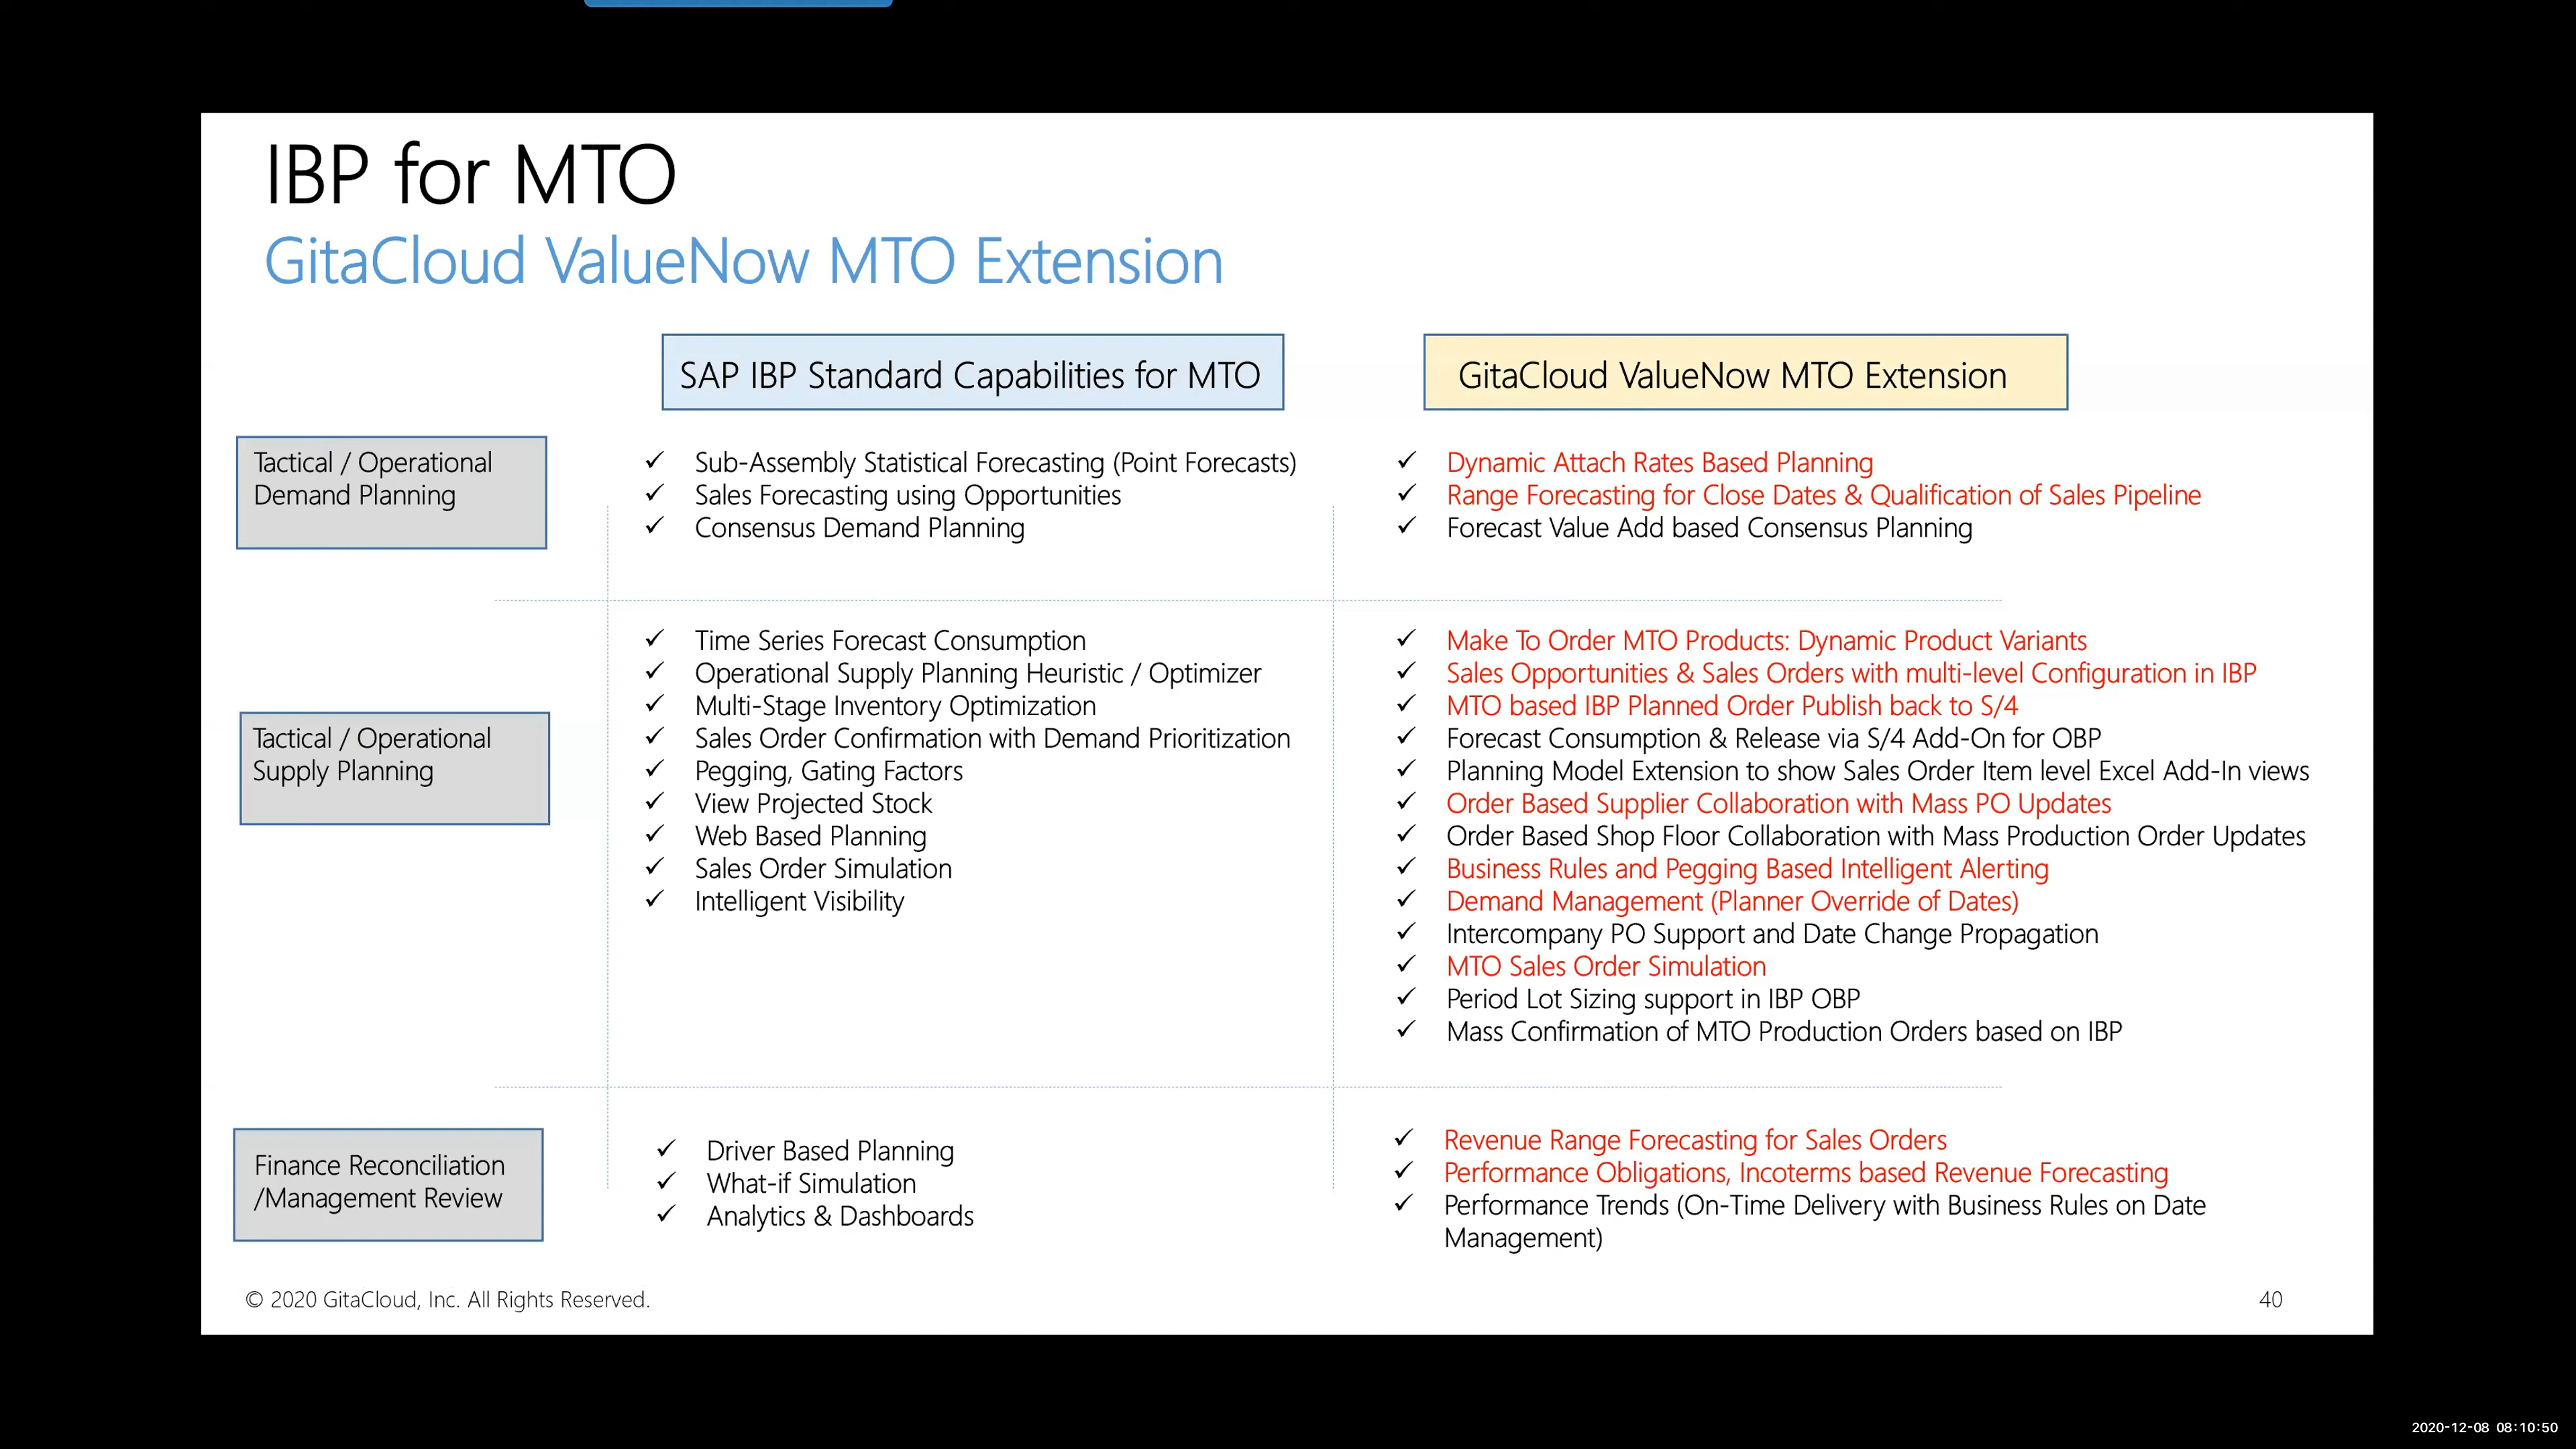 IBP for MTO
GitaCloud ValueNow MTO Extension
SAP IBP Standard Capabilities for MTO
GitaCloud ValueNow MTO Extension
Tactical / Operational
Demand Planning
✓ Sub-Assembly Statistical Forecasting (Point Forecasts)
✓ Sales Forecasting using Opportunities
✓ Consensus Demand Planning
✓ Dynamic Attach Rates Based Planning
✓ Range Forecasting for Close Dates & Qualification of Sales Pipeline
✓ Forecast Value Add based Consensus Planning
Tactical / Operational
Supply Planning
✓ Time Series Forecast Consumption
✓ Operational Supply Planning Heuristic / Optimizer
✓ Multi-Stage Inventory Optimization
✓ Sales Order Confirmation with Demand Prioritization
✓ Pegging, Gating Factors
✓ View Projected Stock
✓ Web Based Planning
✓ Sales Order Simulation
✓ Intelligent Visibility
✓ Make To Order MTO Products: Dynamic Product Variants
✓ Sales Opportunities & Sales Orders with multi-level Configuration in IBP
✓ MTO based IBP Planned Order Publish back to S/4
✓ Forecast Consumption & Release via S/4 Add-On for OBP
✓ Planning Model Extension to show Sales Order Item level Excel Add-In views
✓ Order Based Supplier Collaboration with Mass PO Updates
✓ Order Based Shop Floor Collaboration with Mass Production Order Updates
✓ Business Rules and Pegging Based Intelligent Alerting
✓ Demand Management (Planner Override of Dates)
✓ Intercompany PO Support and Date Change Propagation
✓ MTO Sales Order Simulation
✓ Period Lot Sizing support in IBP OBP
✓ Mass Confirmation of MTO Production Orders based on IBP
Finance Reconciliation
/Management Review
✓ Driver Based Planning
✓ What-if Simulation
✓ Analytics & Dashboards
✓ Revenue Range Forecasting for Sales Orders
✓ Performance Obligations, Incoterms based Revenue Forecasting
✓ Performance Trends (On-Time Delivery with Business Rules on Date
Management)
© 2020 GitaCloud, Inc. All Rights Reserved.
40
2020-12-08 08:10:50